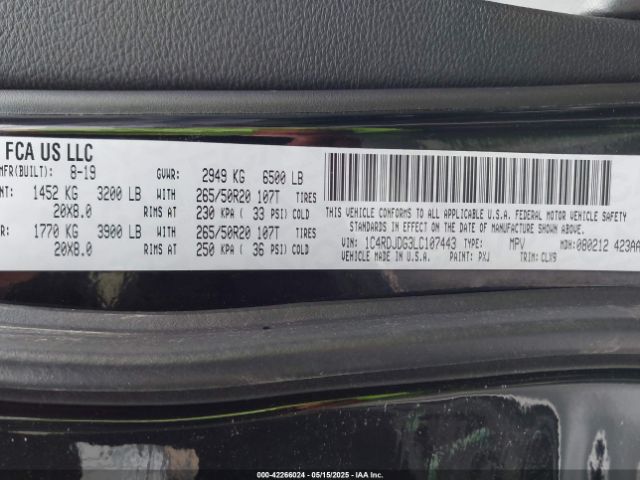 FCA US LLC
MFR(BUILT): 8-19 GVWR: 2949 KG 6500 LB
NT: 1452 KG 3200 LB WITH 265/50R20 107T TIRES
20X8.0 RIMS AT 230 KPA ( 33 PSI) COLD
R: 1770 KG 3900 LB WITH 265/50R20 107T TIRES
20X8.0 RIMS AT 250 KPA ( 36 PSI) COLD
THIS VEHICLE CONFORMS TO ALL APPLICABLE U.S.A. FEDERAL MOTOR
STANDARDS IN EFFECT ON THE DATE OF MANUFACTURE SHOWN ABOVE.
VIN: 1C4RDJDG3LC107443 TYPE: MPV MDH: 080212 423AA
VEHICLE MADE IN U.S.A. PAINT: PXJ TRIM: CLX9
000-42266024 - 05/15/2025 - IAAI.com